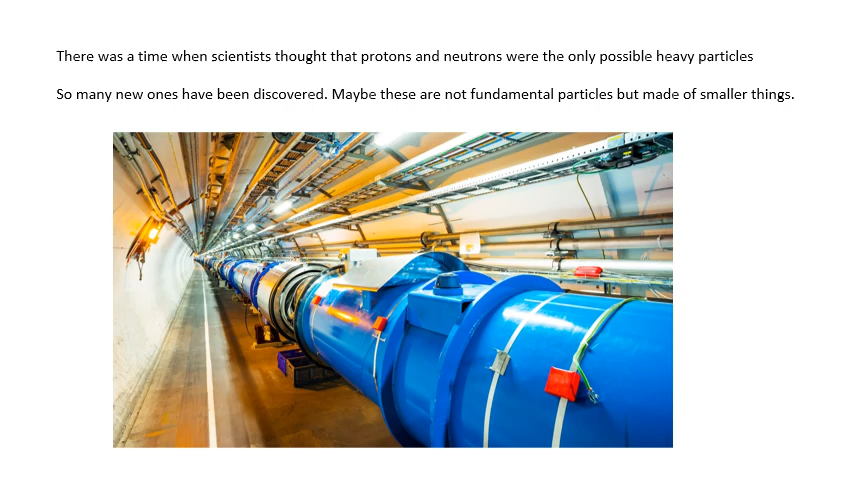 There was a time when scientists thought that protons and neutrons were the only possible heavy particles
So many new ones have been discovered. Maybe these are not fundamental particles but made of smaller things.